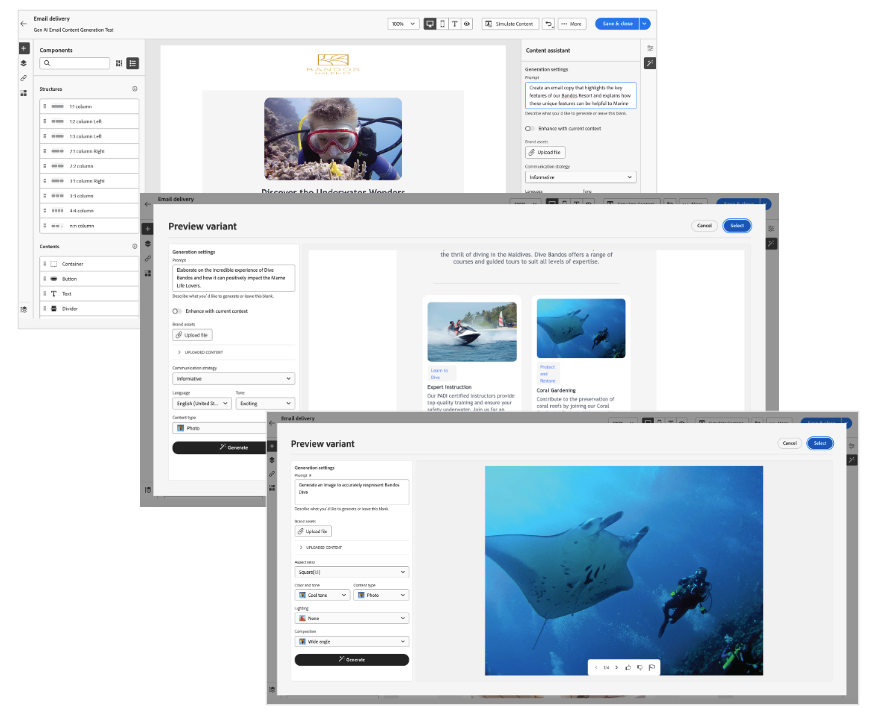 Email delivery
Gen AI Email Content Generation Test
100%
Simulate Content
More
Save & close
Components
Structures
1:1 column
1:2 column Left
1:3 column Left
2:1 column Right
2:2 column
3:1 column Right
3:3 column
4:4 column
n:n column
Contents
Container
Button
Text
Divider
BANDOS
Discover the Underwater Wonders
Content assistant
Generation settings
Prompt
Create an email copy that highlights the key
features of our Bandos Resort and explains how
these unique features can be helpful to Marine
Describe what you'd like to generate or leave this blank.
Enhance with current context
Brand assets
Upload file
Communication strategy
Informative
Language
Tone
Email delivery
Preview variant
Cancel
Select
Generation settings
Prompt
Elaborate on the incredible experience of Dive
Bandos and how it can positively impact the Marine
Life Lovers.
Describe what you'd like to generate or leave this blank.
Enhance with current context
Brand assets
Upload file
UPLOADED CONTENT
Communication strategy
Informative
Language
Tone
English (United St...
Exciting
Content type
Photo
Generate
the thrill of diving in the Maldives. Dive Bandos offers a range of
courses and guided tours to suit all levels of expertise.
Learn to
Dive
Expert Instruction
Our PADI certified instructors provide
top-quality training and ensure your
safety underwater. Join us for an
Protect
and
Restore
Coral Gardening
Contribute to the preservation of
coral reefs by joining our Coral
Email delivery
Preview variant
Cancel
Select
Generation settings
Prompt
Generate an image to accurately respresent Bandos
Dive
Describe what you'd like to generate or leave this blank.
Brand assets
Upload file
UPLOADED CONTENT
Aspect ratio
Square(1:1)
Color and tone
Content type
Cool tone
Photo
Lighting
None
Composition
Wide angle
Generate
1/4